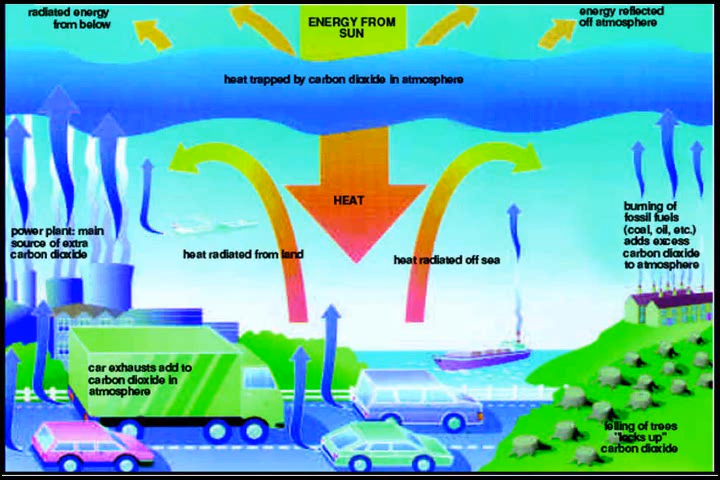 radiated energy
from below
ENERGY FROM
SUN
energy reflected
off atmosphere
heat trapped by carbon dioxide in atmosphere
HEAT
power plant: main
source of extra
carbon dioxide
heat radiated from land
heat radiated off sea
burning of
fossil fuels
(coal, oil, etc.)
adds excess
carbon dioxide
to atmosphere
car exhausts add to
carbon dioxide in
atmosphere
felling of trees
"locks up"
carbon dioxide